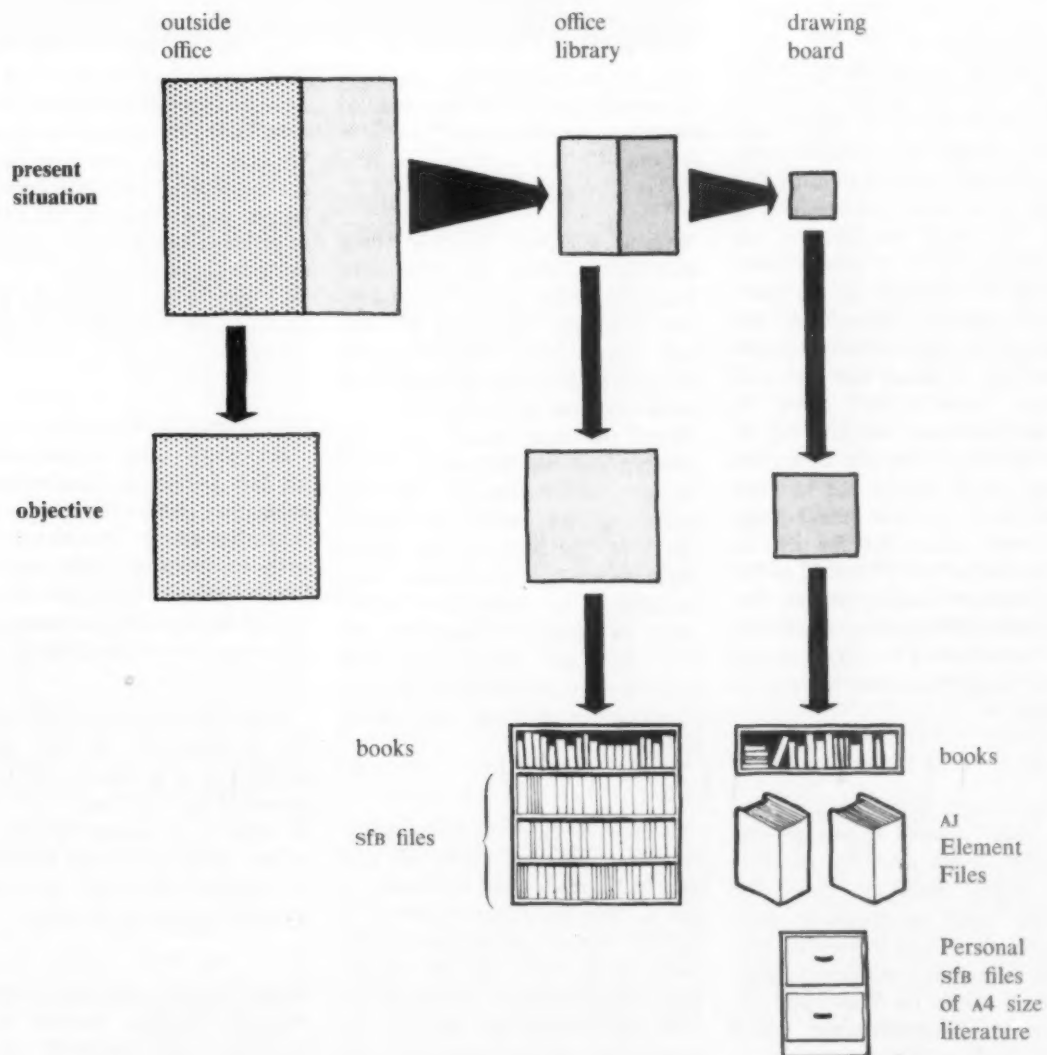 outside
office
office
library
drawing
board
present
situation
objective
books
sfB files
books
AJ
Element
Files
Personal
sfB files
of A4 size
literature